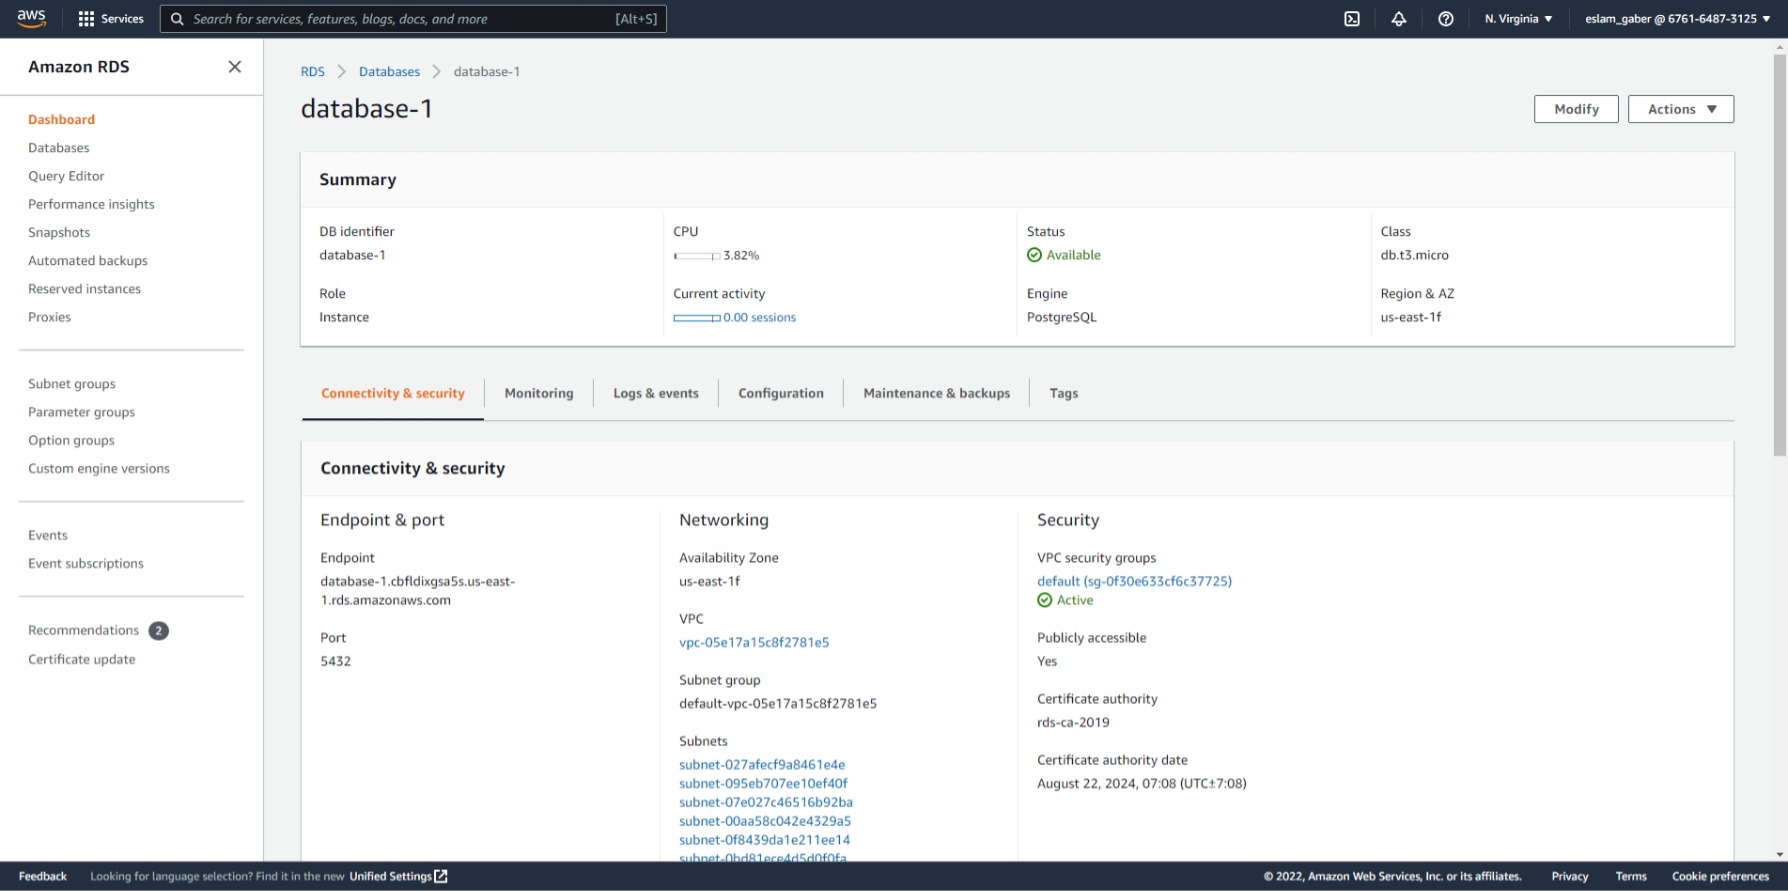 aws
Services
Search for services, features, blogs, docs, and more
[Alt+S]
N. Virginia
eslam_gaber @ 6761-6487-3125
Amazon RDS
Dashboard
Databases
Query Editor
Performance insights
Snapshots
Automated backups
Reserved instances
Proxies
Subnet groups
Parameter groups
Option groups
Custom engine versions
Events
Event subscriptions
Recommendations 2
Certificate update
RDS > Databases > database-1
database-1
Modify
Actions
Summary
DB identifier
database-1
Role
Instance
CPU
3.82%
Current activity
0.00 sessions
Status
Available
Engine
PostgreSQL
Class
db.t3.micro
Region & AZ
us-east-1f
Connectivity & security
Monitoring
Logs & events
Configuration
Maintenance & backups
Tags
Connectivity & security
Endpoint & port
Endpoint
database-1.cbfldixgsa5s.us-east-
1.rds.amazonaws.com
Port
5432
Networking
Availability Zone
us-east-1f
VPC
vpc-05e17a15c8f2781e5
Subnet group
default-vpc-05e17a15c8f2781e5
Subnets
subnet-027afecf9a8461e4e
subnet-095eb707ee10ef40f
subnet-07e027c46516b92ba
subnet-00aa58c042e4329a5
subnet-0f8439da1e211ee14
subnet-0bd81ece4d5d0f0fa
Security
VPC security groups
default (sg-0f30e633cf6c37725)
Active
Publicly accessible
Yes
Certificate authority
rds-ca-2019
Certificate authority date
August 22, 2024, 07:08 (UTC±7:08)
Feedback
Looking for language selection? Find it in the new Unified Settings
© 2022, Amazon Web Services, Inc. or its affiliates.
Privacy
Terms
Cookie preferences